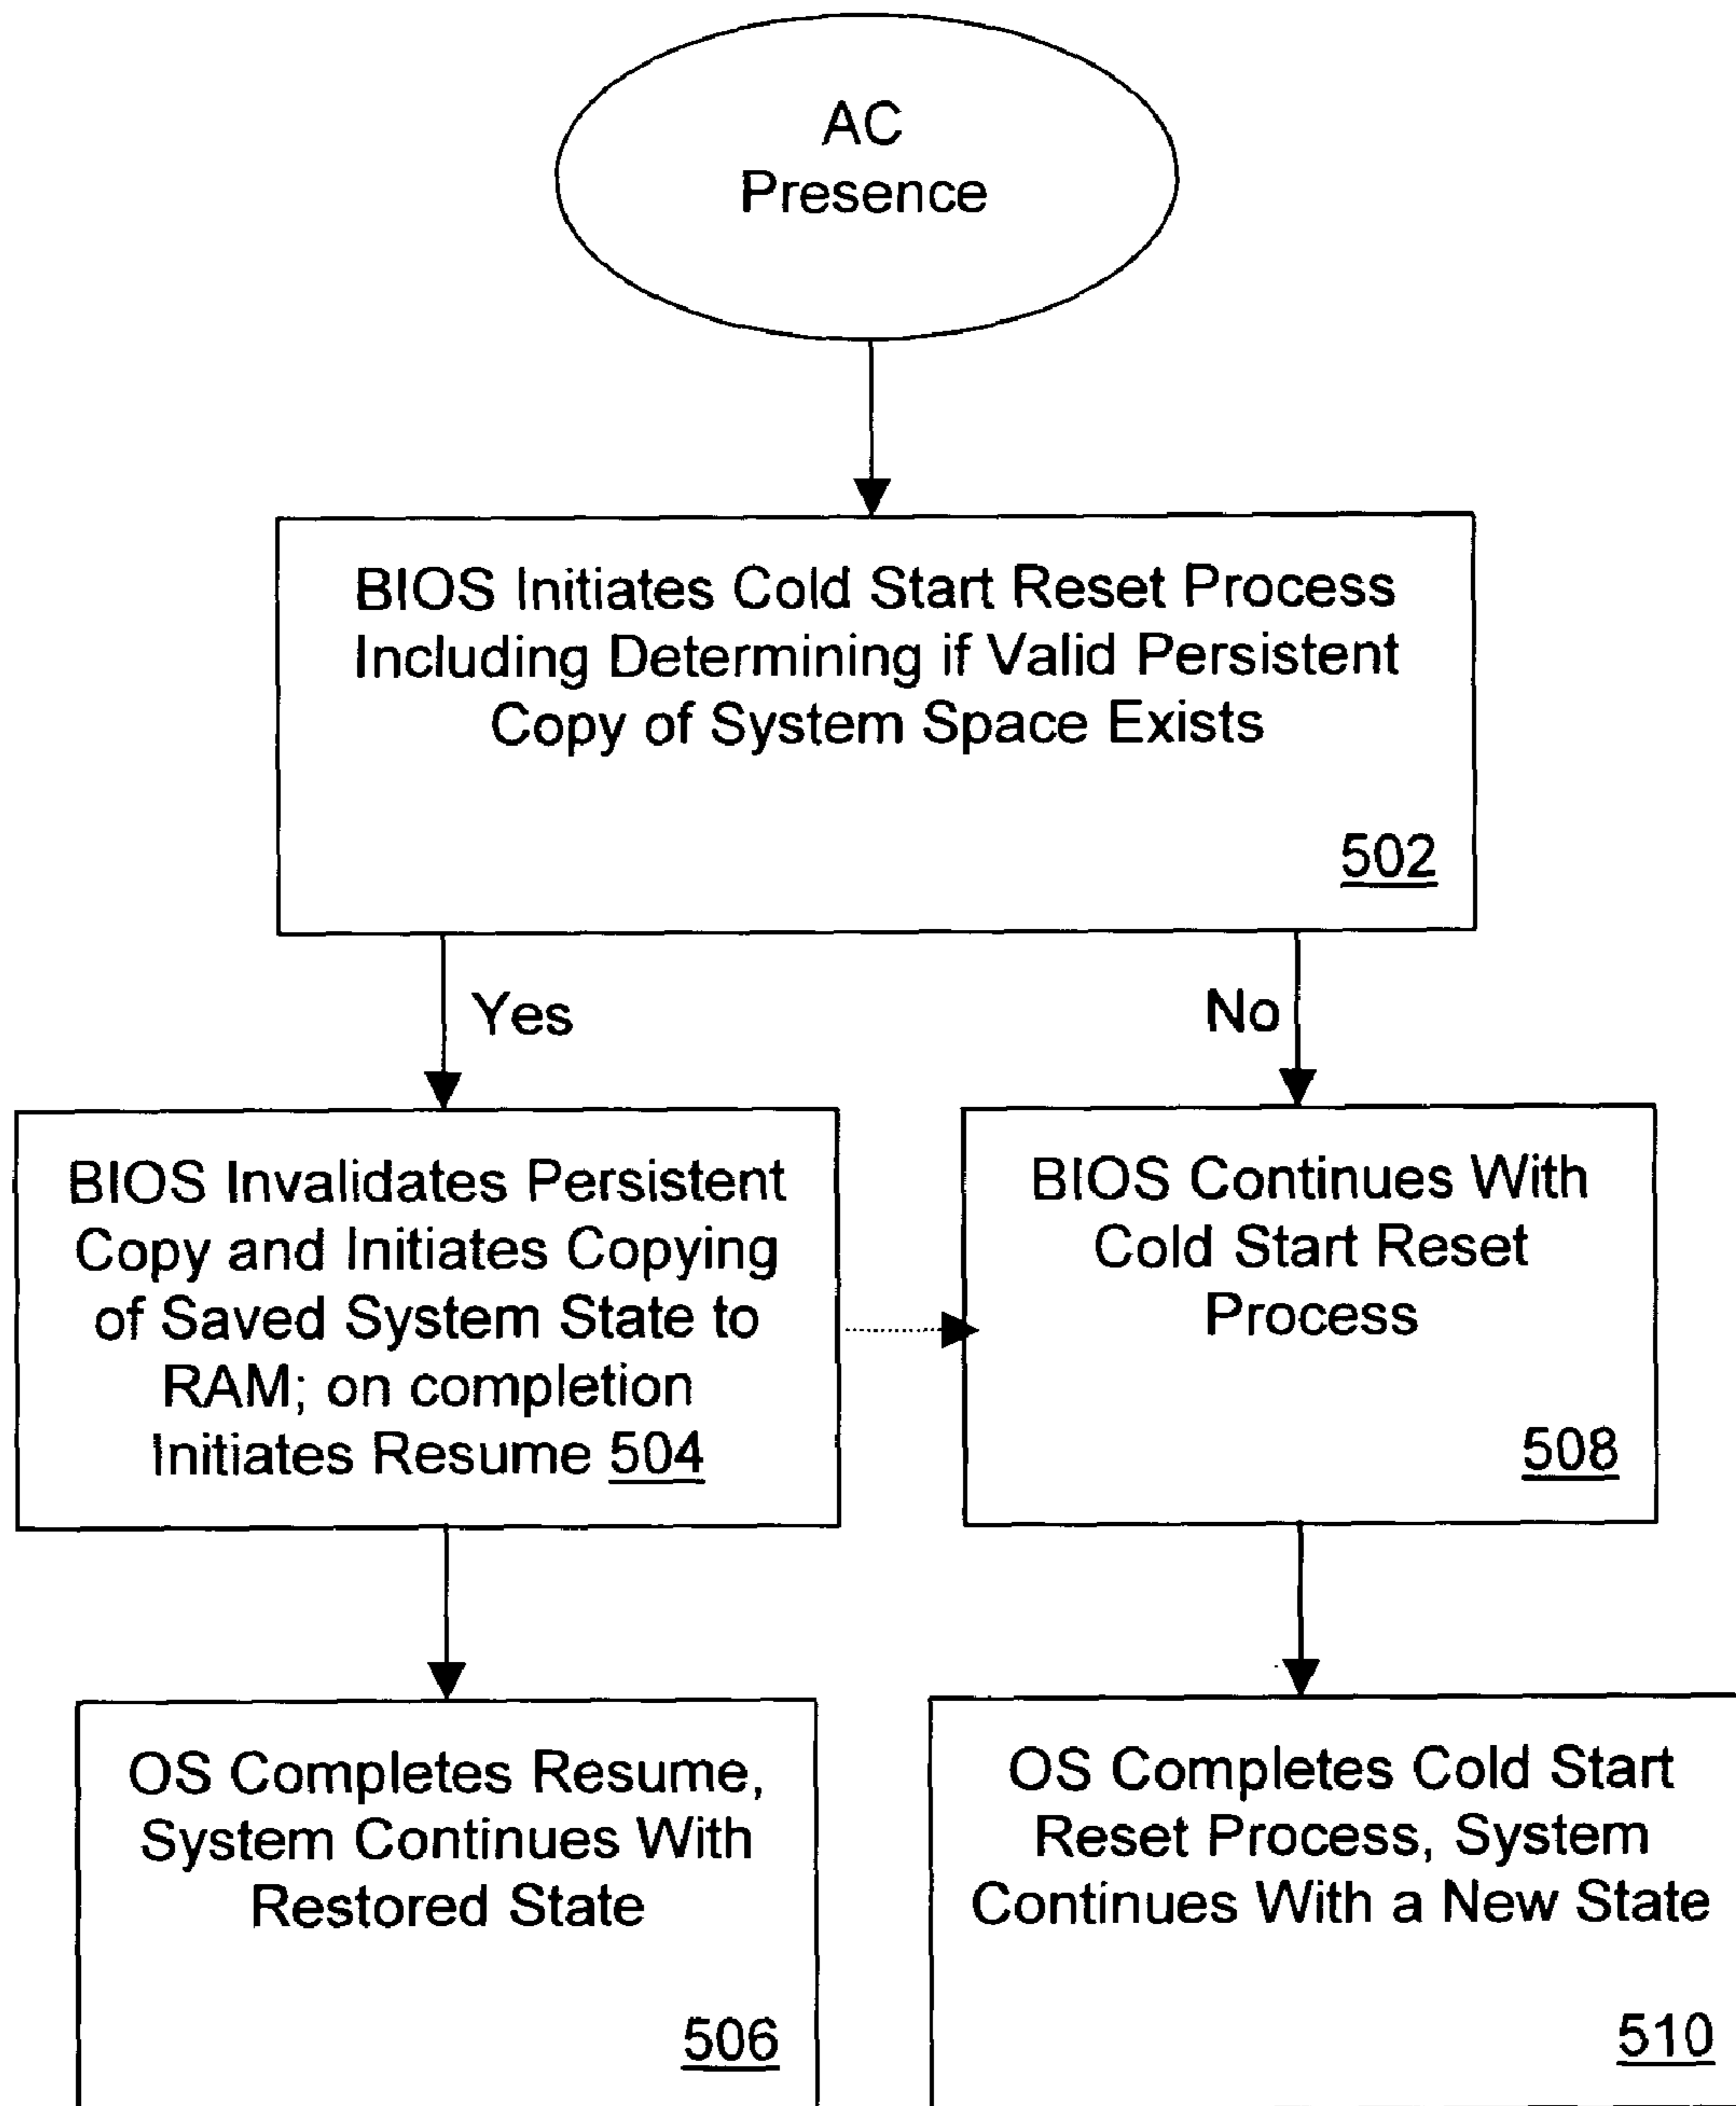 AC
Presence
BIOS Initiates Cold Start Reset Process
Including Determining if Valid Persistent
Copy of System Space Exists
502
Yes
No
BIOS Invalidates Persistent
Copy and Initiates Copying
of Saved System State to
RAM; on completion
Initiates Resume 504
BIOS Continues With
Cold Start Reset
Process
508
OS Completes Resume,
System Continues With
Restored State
506
OS Completes Cold Start
Reset Process, System
Continues With a New State
510